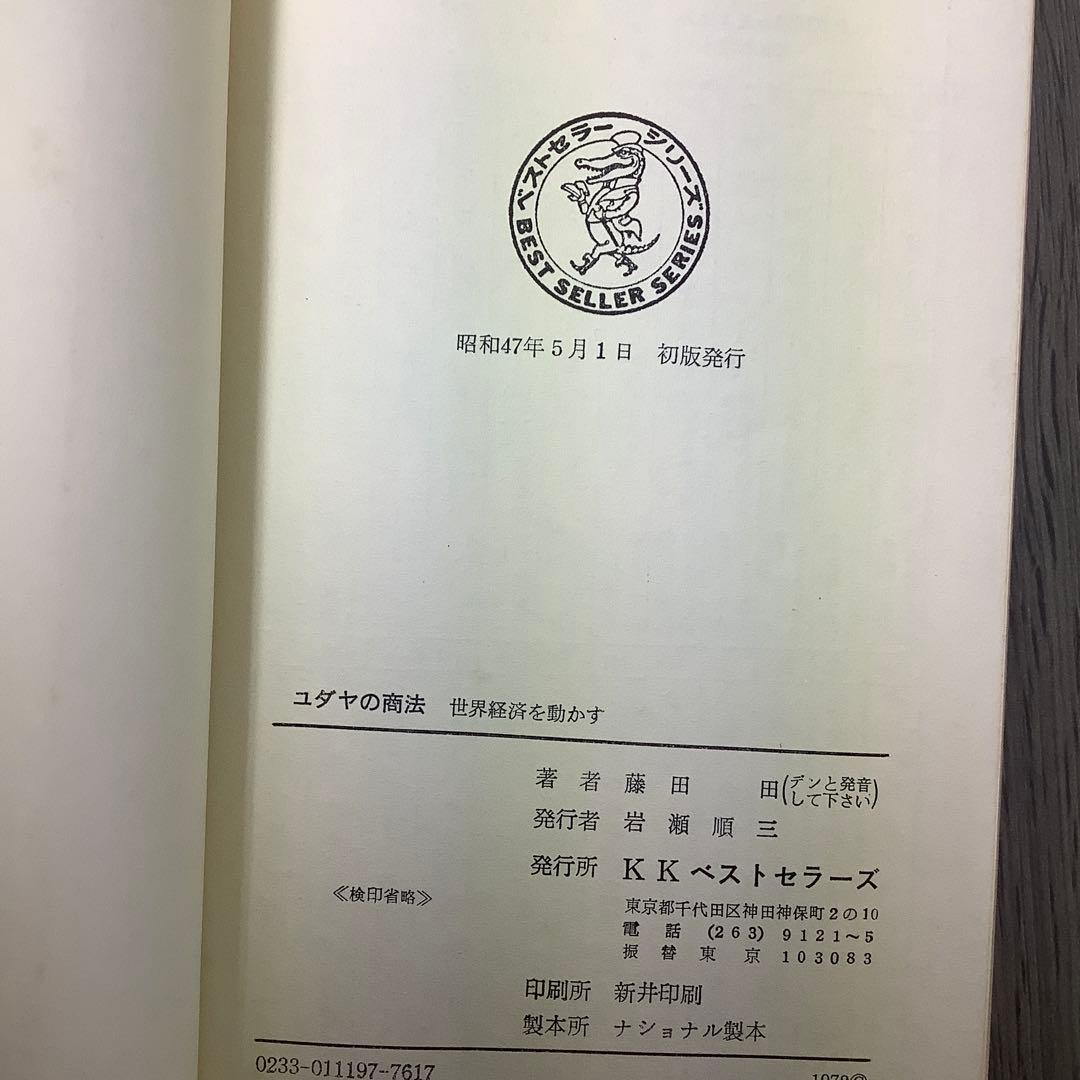 ベストセラーシリーズ
BEST SELLER SERIES
昭和47年5月1日 初版発行
ユダヤの商法 世界経済を動かす
著者 藤田 田(デンと発音して下さい)
発行者 岩瀬順三
発行所 KKベストセラーズ
東京都千代田区神田神保町2の10
電話 (263) 9121~5
振替東京 103083
≪検印省略≫
印刷所 新井印刷
製本所 ナショナル製本
0233-011197-7617